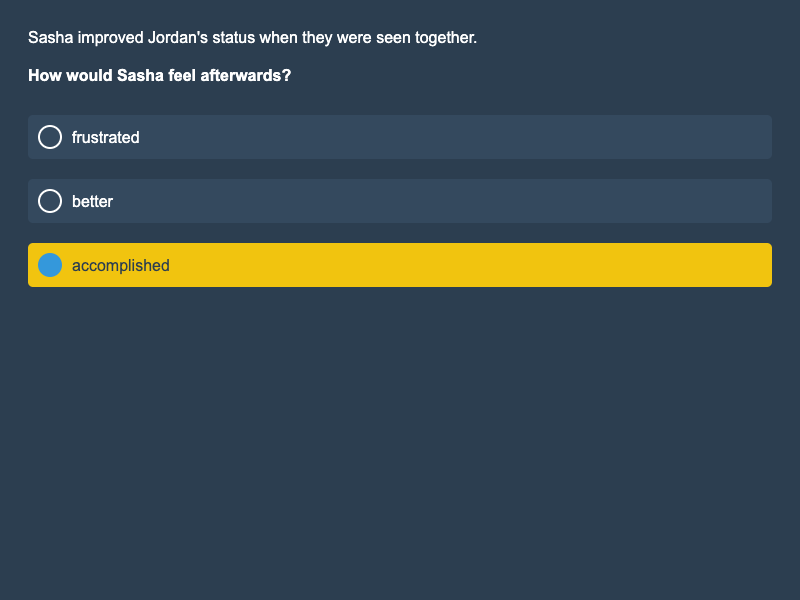 Sasha improved Jordan's status when they were seen together.
How would Sasha feel afterwards?
frustrated
better
accomplished